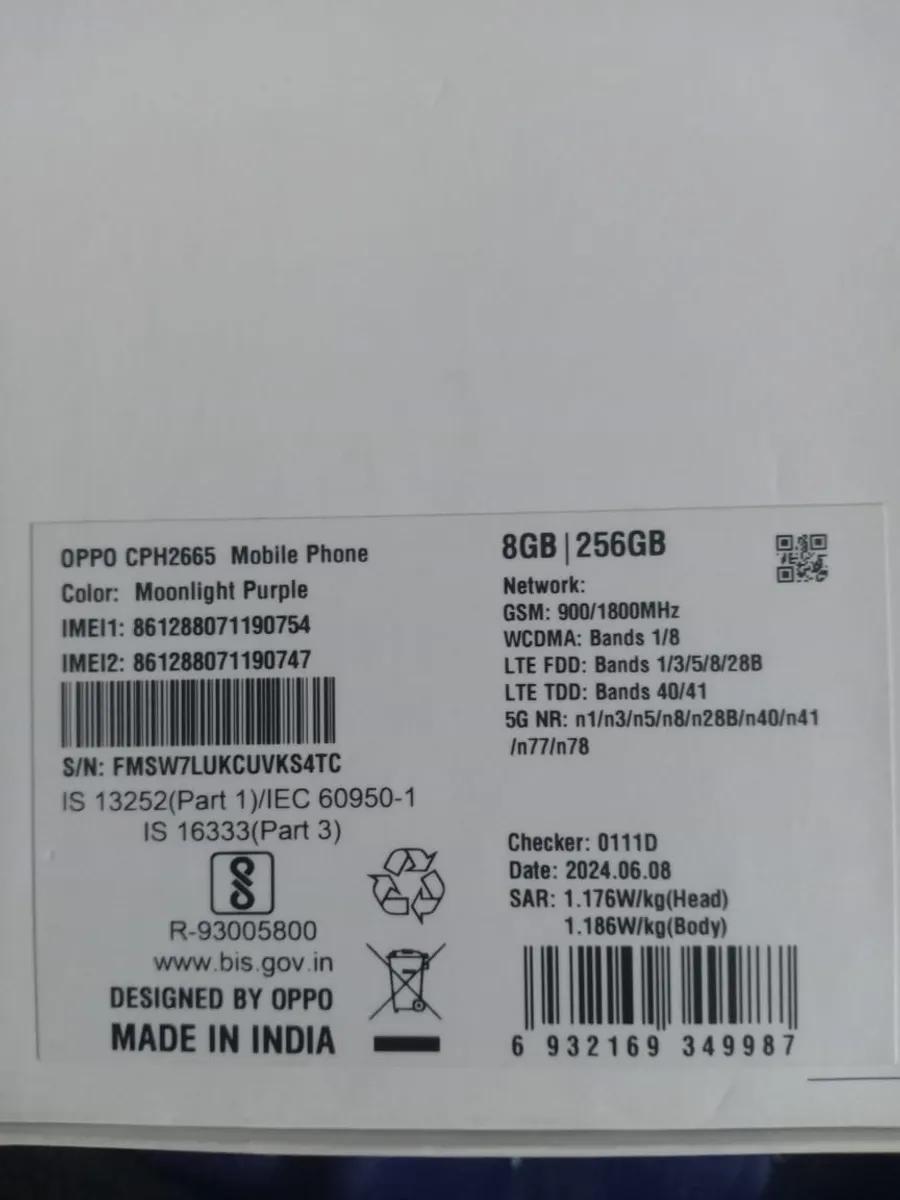 OPPO CPH2665 Mobile Phone
Color: Moonlight Purple
IMEI1: 861288071190754
IMEI2: 861288071190747
S/N: FMSW7LUKCUVKS4TC
IS 13252(Part 1)/IEC 60950-1
IS 16333(Part 3)
R-93005800
www.bis.gov.in
DESIGNED BY OPPO
MADE IN INDIA
8GB|256GB
Network:
GSM: 900/1800MHz
WCDMA: Bands 1/8
LTE FDD: Bands 1/3/5/8/28B
LTE TDD: Bands 40/41
5G NR: n1/n3/n5/n8/n28B/n40/n41
/n77/n78
Checker: 0111D
Date: 2024.06.08
SAR: 1.176W/kg(Head)
1.186W/kg(Body)
6 932169 349987